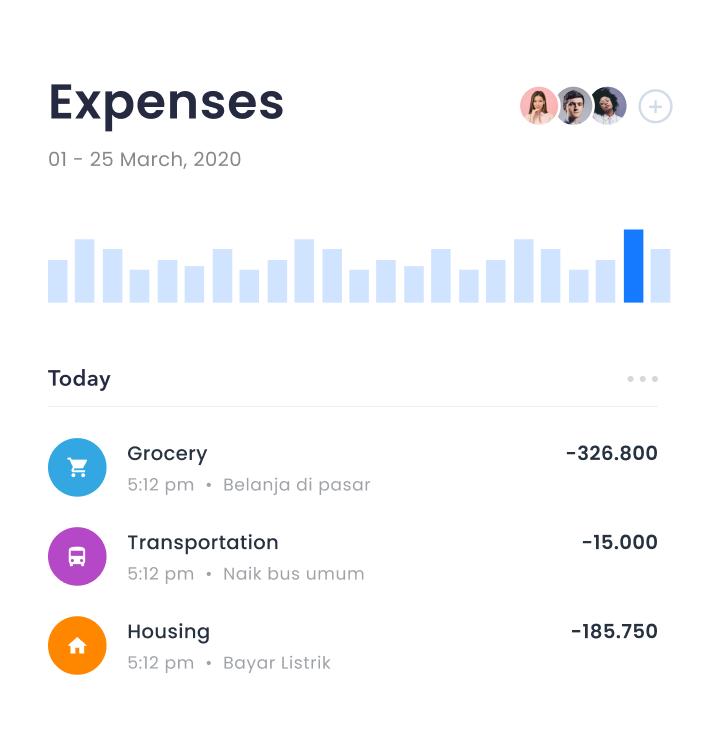 Expenses
01 - 25 March, 2020
Today
Grocery
-326.800
5:12 pm • Belanja di pasar
Transportation
-15.000
5:12 pm • Naik bus umum
Housing
-185.750
5:12 pm • Bayar Listrik